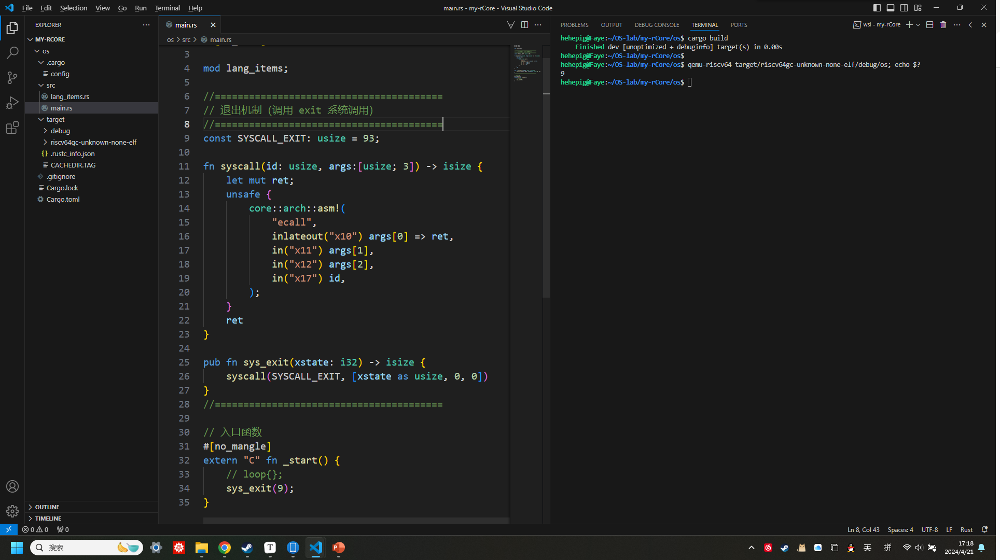 File Edit Selection View Go Run Terminal Help
main.rs - my-rCore - Visual Studio Code
EXPLORER
MY-RCORE
os
.cargo
config
src
lang_items.rs
main.rs
target
debug
riscv64gc-unknown-none-elf
.rustc_info.json
CACHEDIR.TAG
.gitignore
Cargo.lock
Cargo.toml
OUTLINE
TIMELINE
main.rs
os > src > main.rs
3
4 mod lang_items;
5
6 //========================================
7 // 退出机制（调用 exit 系统调用）
8 //========================================
9 const SYSCALL_EXIT: usize = 93;
10
11 fn syscall(id: usize, args:[usize; 3]) -> isize {
12 let mut ret;
13 unsafe {
14 core::arch::asm!(
15 "ecall",
16 inlateout("x10") args[0] => ret,
17 in("x11") args[1],
18 in("x12") args[2],
19 in("x17") id,
20 );
21 }
22 ret
23 }
24
25 pub fn sys_exit(xstate: i32) -> isize {
26 syscall(SYSCALL_EXIT, [xstate as usize, 0, 0])
27 }
28 //========================================
29
30 // 入口函数
31 #[no_mangle]
32 extern "C" fn _start() {
33 // loop{};
34 sys_exit(9);
35 }
PROBLEMS OUTPUT DEBUG CONSOLE TERMINAL PORTS
wsl - my-rCore
hehepig@Faye:~/OS-lab/my-rCore/os$ cargo build
Finished dev [unoptimized + debuginfo] target(s) in 0.00s
hehepig@Faye:~/OS-lab/my-rCore/os$
hehepig@Faye:~/OS-lab/my-rCore/os$ qemu-riscv64 target/riscv64gc-unknown-none-elf/debug/os; echo $?
9
hehepig@Faye:~/OS-lab/my-rCore/os$
0 0 0
Ln 8, Col 43 Spaces: 4 UTF-8 LF Rust
搜索
英 拼
17:18
2024/4/21